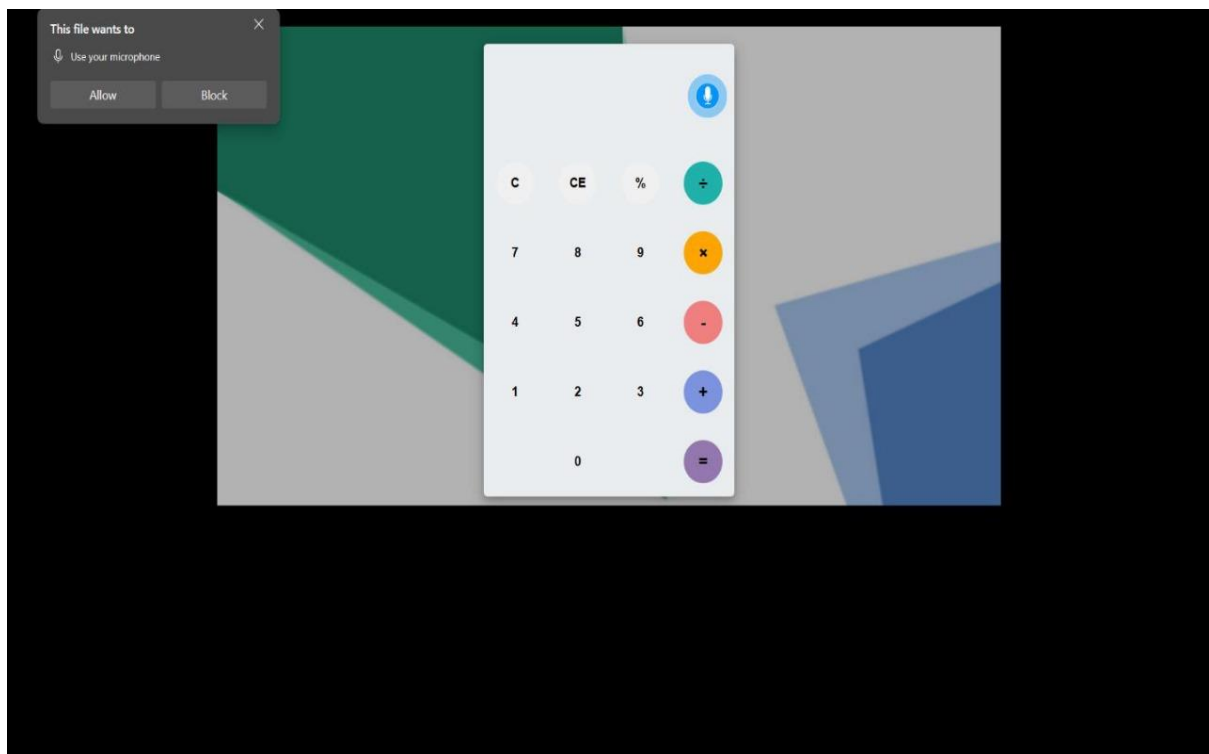 This file wants to
Use your microphone
Allow Block
C CE % ÷
7 8 9 ×
4 5 6 -
1 2 3 +
0 =